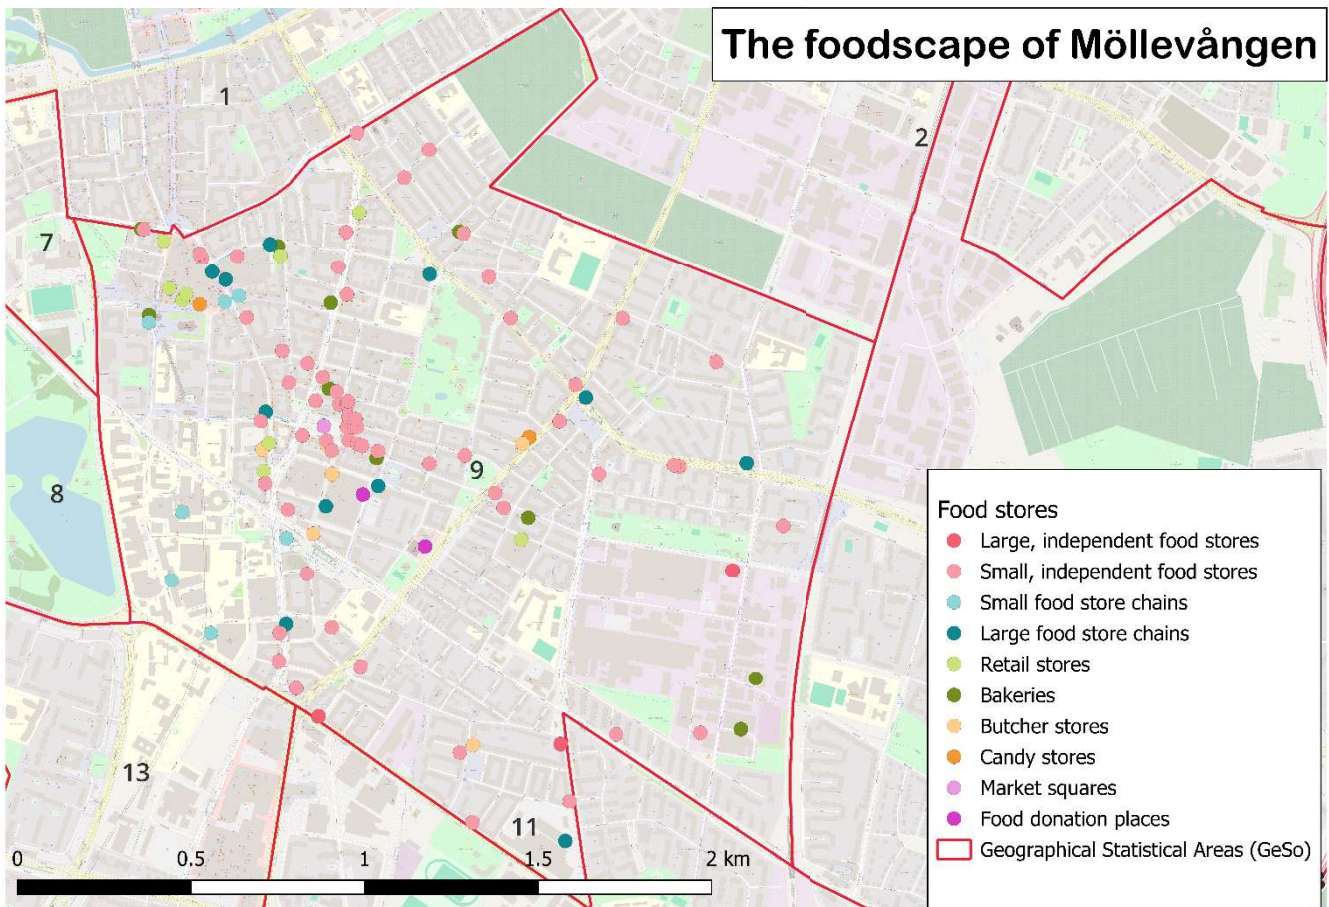 The foodscape of Möllevången
1
2
7
8
9
13
11
Food stores
Large, independent food stores
Small, independent food stores
Small food store chains
Large food store chains
Retail stores
Bakeries
Butcher stores
Candy stores
Market squares
Food donation places
Geographical Statistical Areas (GeSo)
0 0.5 1 1.5 2 km